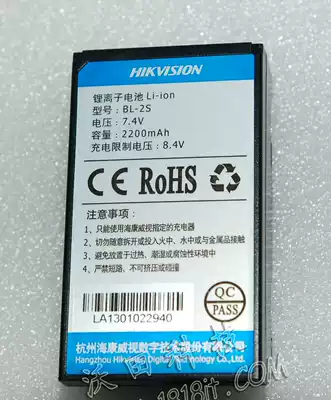 HIKVISION
锂离子电池 Li-ion
型号：BL-2S
电压：7.4V
容量：2200mAh
充电限制电压：8.4V
CE RoHS
注意事项：
1、只能使用海康威视指定的充电器
2、切勿随意拆开或投入火中、水中或与金属品接触
3、避免放置于过热、潮湿或腐蚀性环境中
4、严禁短路、不可挤压或碰撞
LA1301022940
QC
PASS
杭州海康威视数字技术股份有限公司
Hangzhou Hikvision Digital Technology Co., Ltd